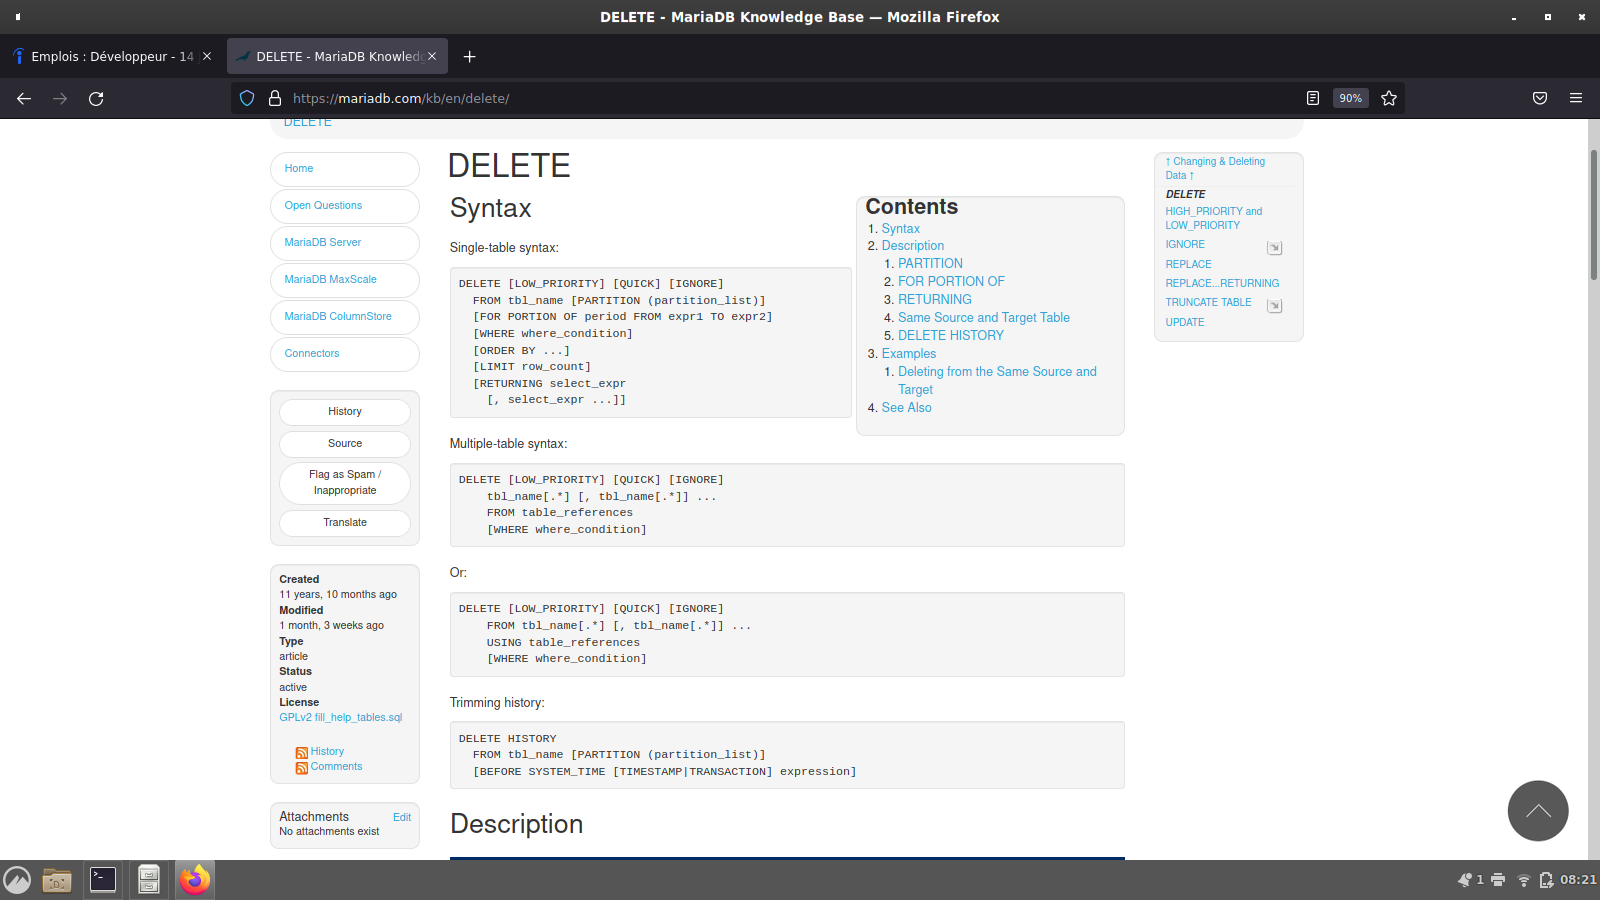 DELETE - MariaDB Knowledge Base — Mozilla Firefox
Emplois : Développeur - 14
DELETE - MariaDB Knowledg
https://mariadb.com/kb/en/delete/
90%
DELETE
Home
Open Questions
MariaDB Server
MariaDB MaxScale
MariaDB ColumnStore
Connectors
History
Source
Flag as Spam /
Inappropriate
Translate
Created
11 years, 10 months ago
Modified
1 month, 3 weeks ago
Type
article
Status
active
License
GPLv2 fill_help_tables.sql
History
Comments
Attachments Edit
No attachments exist
DELETE
Syntax
Single-table syntax:
DELETE [LOW_PRIORITY] [QUICK] [IGNORE]
FROM tbl_name [PARTITION (partition_list)]
[FOR PORTION OF period FROM expr1 TO expr2]
[WHERE where_condition]
[ORDER BY ...]
[LIMIT row_count]
[RETURNING select_expr
[, select_expr ...]]
Contents
1. Syntax
2. Description
1. PARTITION
2. FOR PORTION OF
3. RETURNING
4. Same Source and Target Table
5. DELETE HISTORY
3. Examples
1. Deleting from the Same Source and
Target
4. See Also
Multiple-table syntax:
DELETE [LOW_PRIORITY] [QUICK] [IGNORE]
tbl_name[.*] [, tbl_name[.*]] ...
FROM table_references
[WHERE where_condition]
Or:
DELETE [LOW_PRIORITY] [QUICK] [IGNORE]
FROM tbl_name[.*] [, tbl_name[.*]] ...
USING table_references
[WHERE where_condition]
Trimming history:
DELETE HISTORY
FROM tbl_name [PARTITION (partition_list)]
[BEFORE SYSTEM_TIME [TIMESTAMP|TRANSACTION] expression]
Description
↑ Changing & Deleting
Data ↑
DELETE
HIGH_PRIORITY and
LOW_PRIORITY
IGNORE
REPLACE
REPLACE...RETURNING
TRUNCATE TABLE
UPDATE
1
08:21